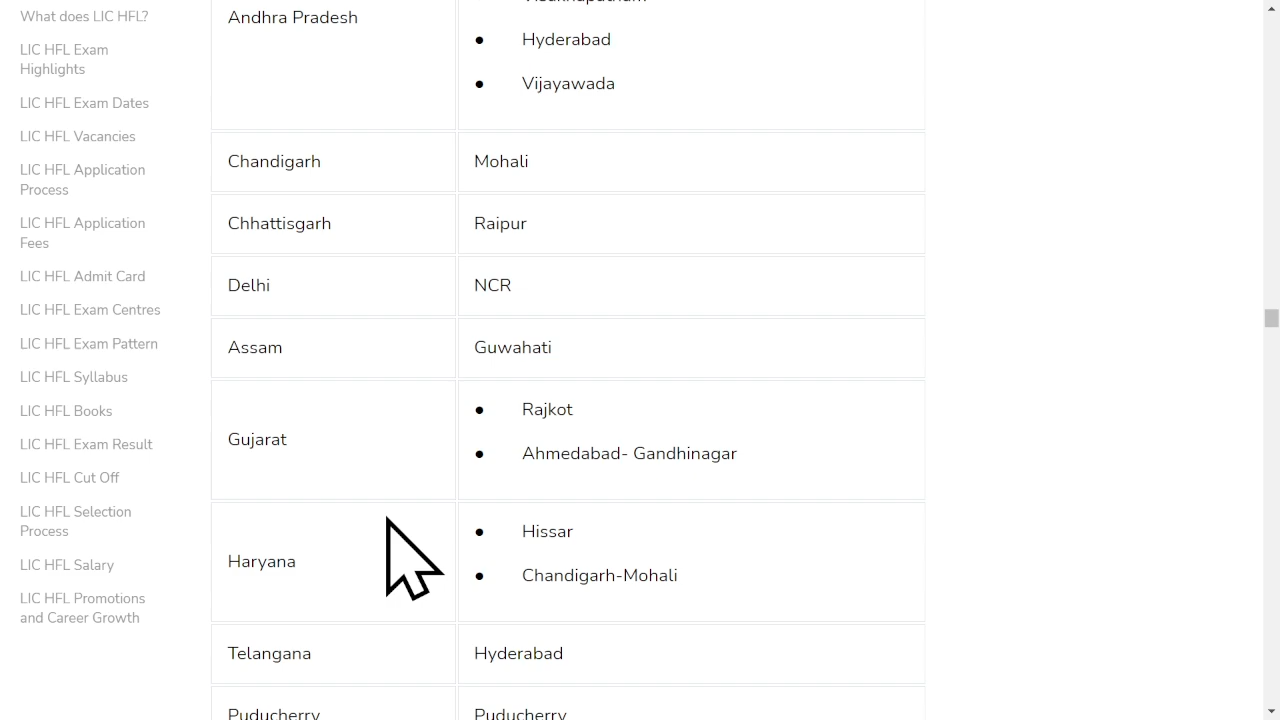 What does LIC HFL?
LIC HFL Exam
Highlights
LIC HFL Exam Dates
LIC HFL Vacancies
LIC HFL Application
Process
LIC HFL Application
Fees
LIC HFL Admit Card
LIC HFL Exam Centres
LIC HFL Exam Pattern
LIC HFL Syllabus
LIC HFL Books
LIC HFL Exam Result
LIC HFL Cut Off
LIC HFL Selection
Process
LIC HFL Salary
LIC HFL Promotions
and Career Growth
Andhra Pradesh
● Hyderabad
● Vijayawada
Chandigarh
Mohali
Chhattisgarh
Raipur
Delhi
NCR
Assam
Guwahati
Gujarat
● Rajkot
● Ahmedabad- Gandhinagar
Haryana
● Hissar
● Chandigarh-Mohali
Telangana
Hyderabad
Puducherry
Puducherry